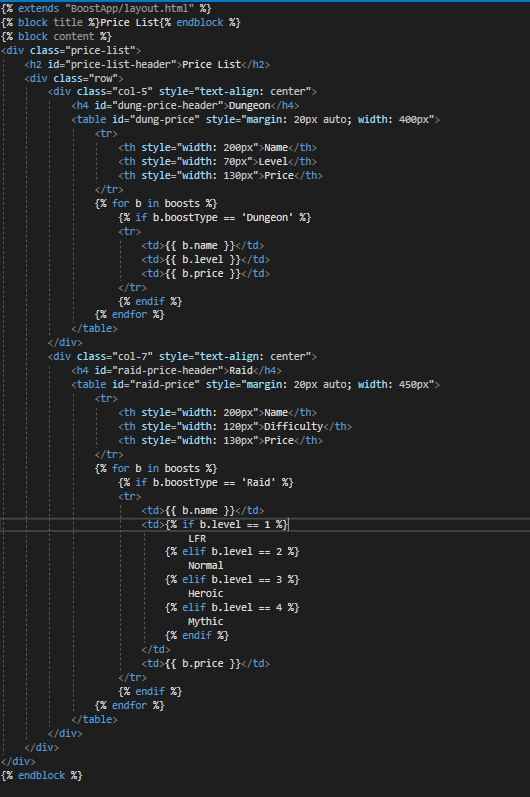 {% extends "BoostApp/layout.html" %}
{% block title %}Price List{% endblock %}
{% block content %}
<div class="price-list">
    <h2 id="price-list-header">Price List</h2>
    <div class="row">
        <div class="col-5" style="text-align: center">
            <h4 id="dung-price-header">Dungeon</h4>
            <table id="dung-price" style="margin: 20px auto; width: 400px">
                <tr>
                    <th style="width: 200px">Name</th>
                    <th style="width: 70px">Level</th>
                    <th style="width: 130px">Price</th>
                </tr>
                {% for b in boosts %}
                    {% if b.boostType == 'Dungeon' %}
                    <tr>
                        <td>{{ b.name }}</td>
                        <td>{{ b.level }}</td>
                        <td>{{ b.price }}</td>
                    </tr>
                    {% endif %}
                {% endfor %}
            </table>
        </div>
        <div class="col-7" style="text-align: center">
            <h4 id="raid-price-header">Raid</h4>
            <table id="raid-price" style="margin: 20px auto; width: 450px">
                <tr>
                    <th style="width: 200px">Name</th>
                    <th style="width: 120px">Difficulty</th>
                    <th style="width: 130px">Price</th>
                </tr>
                {% for b in boosts %}
                    {% if b.boostType == 'Raid' %}
                    <tr>
                        <td>{{ b.name }}</td>
                        <td>{% if b.level == 1 %}
                                LFR
                            {% elif b.level == 2 %}
                                Normal
                            {% elif b.level == 3 %}
                                Heroic
                            {% elif b.level == 4 %}
                                Mythic
                            {% endif %}
                        </td>
                        <td>{{ b.price }}</td>
                    </tr>
                    {% endif %}
                {% endfor %}
            </table>
        </div>
    </div>
</div>
{% endblock %}